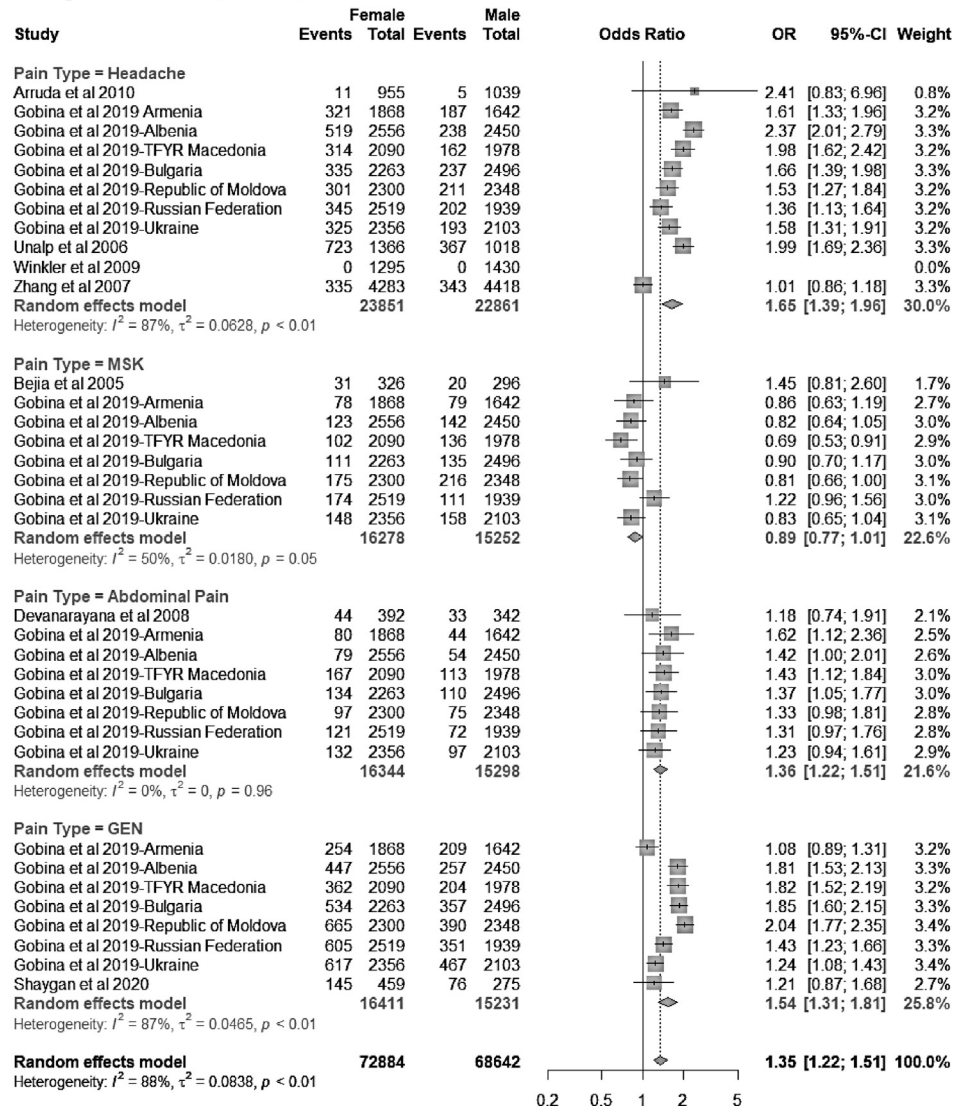 Female Male
Study Events Total Events Total Odds Ratio OR 95%-CI Weight
Pain Type = Headache
Arruda et al 2010 11 955 5 1039 2.41 [0.83; 6.96] 0.8%
Gobina et al 2019 Armenia 321 1868 187 1642 1.61 [1.33; 1.96] 3.2%
Gobina et al 2019-Albenia 519 2556 238 2450 2.37 [2.01; 2.79] 3.3%
Gobina et al 2019-TFYR Macedonia 314 2090 162 1978 1.98 [1.62; 2.42] 3.2%
Gobina et al 2019-Bulgaria 335 2263 237 2496 1.66 [1.39; 1.98] 3.2%
Gobina et al 2019-Republic of Moldova 301 2300 211 2348 1.53 [1.27; 1.84] 3.2%
Gobina et al 2019-Russian Federation 345 2519 202 1939 1.36 [1.13; 1.64] 3.2%
Gobina et al 2019-Ukraine 325 2356 193 2103 1.58 [1.31; 1.91] 3.2%
Unalp et al 2006 723 1366 367 1018 1.99 [1.69; 2.36] 3.3%
Winkler et al 2009 0 1295 0 1430 0.0%
Zhang et al 2007 335 4283 343 4418 1.01 [0.86; 1.18] 3.3%
Random effects model 23851 22861 1.65 [1.39; 1.96] 30.0%
Heterogeneity: I² = 87%, τ² = 0.0628, p < 0.01
Pain Type = MSK
Bejia et al 2005 31 326 20 296 1.45 [0.81; 2.60] 1.7%
Gobina et al 2019-Armenia 78 1868 79 1642 0.86 [0.63; 1.19] 2.7%
Gobina et al 2019-Albenia 123 2556 142 2450 0.82 [0.64; 1.05] 3.0%
Gobina et al 2019-TFYR Macedonia 102 2090 136 1978 0.69 [0.53; 0.91] 2.9%
Gobina et al 2019-Bulgaria 111 2263 135 2496 0.90 [0.70; 1.17] 3.0%
Gobina et al 2019-Republic of Moldova 175 2300 216 2348 0.81 [0.66; 1.00] 3.1%
Gobina et al 2019-Russian Federation 174 2519 111 1939 1.22 [0.96; 1.56] 3.0%
Gobina et al 2019-Ukraine 148 2356 158 2103 0.83 [0.65; 1.04] 3.1%
Random effects model 16278 15252 0.89 [0.77; 1.01] 22.6%
Heterogeneity: I² = 50%, τ² = 0.0180, p = 0.05
Pain Type = Abdominal Pain
Devanarayana et al 2008 44 392 33 342 1.18 [0.74; 1.91] 2.1%
Gobina et al 2019-Armenia 80 1868 44 1642 1.62 [1.12; 2.36] 2.5%
Gobina et al 2019-Albenia 79 2556 54 2450 1.42 [1.00; 2.01] 2.6%
Gobina et al 2019-TFYR Macedonia 167 2090 113 1978 1.43 [1.12; 1.84] 3.0%
Gobina et al 2019-Bulgaria 134 2263 110 2496 1.37 [1.05; 1.77] 3.0%
Gobina et al 2019-Republic of Moldova 97 2300 75 2348 1.33 [0.98; 1.81] 2.8%
Gobina et al 2019-Russian Federation 121 2519 72 1939 1.31 [0.97; 1.76] 2.8%
Gobina et al 2019-Ukraine 132 2356 97 2103 1.23 [0.94; 1.61] 2.9%
Random effects model 16344 15298 1.36 [1.22; 1.51] 21.6%
Heterogeneity: I² = 0%, τ² = 0, p = 0.96
Pain Type = GEN
Gobina et al 2019-Armenia 254 1868 209 1642 1.08 [0.89; 1.31] 3.2%
Gobina et al 2019-Albenia 447 2556 257 2450 1.81 [1.53; 2.13] 3.3%
Gobina et al 2019-TFYR Macedonia 362 2090 204 1978 1.82 [1.52; 2.19] 3.2%
Gobina et al 2019-Bulgaria 534 2263 357 2496 1.85 [1.60; 2.15] 3.3%
Gobina et al 2019-Republic of Moldova 665 2300 390 2348 2.04 [1.77; 2.35] 3.4%
Gobina et al 2019-Russian Federation 605 2519 351 1939 1.43 [1.23; 1.66] 3.3%
Gobina et al 2019-Ukraine 617 2356 467 2103 1.24 [1.08; 1.43] 3.4%
Shaygan et al 2020 145 459 76 275 1.21 [0.87; 1.68] 2.7%
Random effects model 16411 15231 1.54 [1.31; 1.81] 25.8%
Heterogeneity: I² = 87%, τ² = 0.0465, p < 0.01
Random effects model 72884 68642 1.35 [1.22; 1.51] 100.0%
Heterogeneity: I² = 88%, τ² = 0.0838, p < 0.01
0.2 0.5 1 2 5